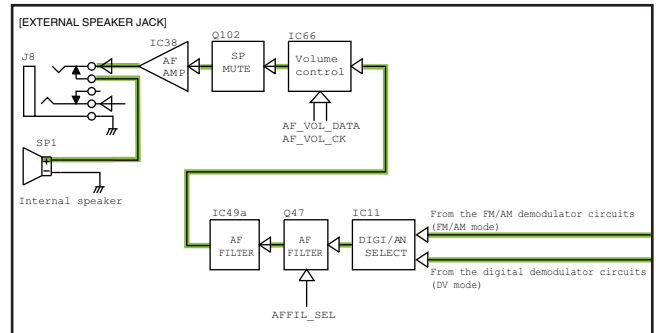 [EXTERNAL SPEAKER JACK]
J8
IC38
AF
AMP
Q102
SP
MUTE
IC66
Volume
control
AF_VOL_DATA
AF_VOL_CK
SP1
+
-
Internal speaker
IC49a
AF
FILTER
Q47
AF
FILTER
IC11
DIGI/AN
SELECT
From the FM/AM demodulator circuits
(FM/AM mode)
From the digital demodulator circuits
(DV mode)
AFFIL_SEL